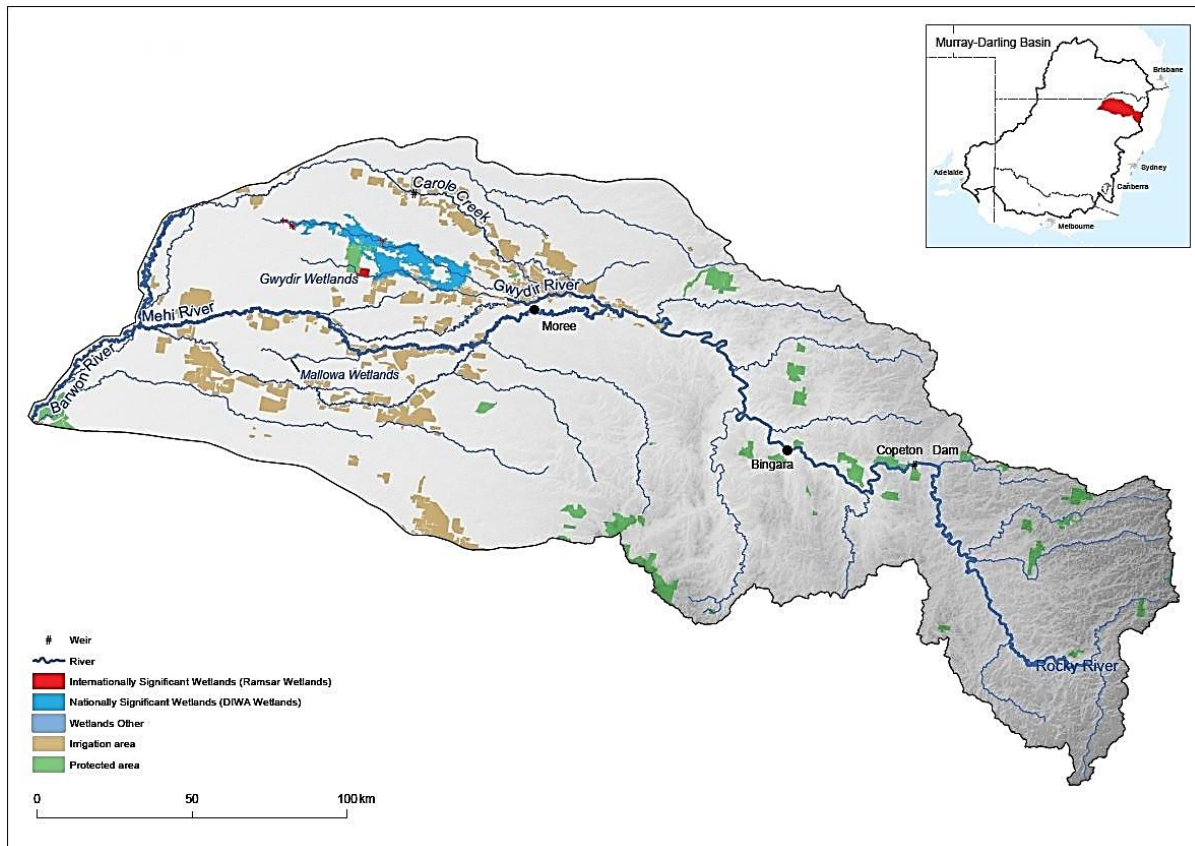 Murray-Darling Basin
Brisbane
Adelaide
Sydney
Canberra
Melbourne
Carole Creek
Gwydir Wetlands
Gwydir River
Mehi River
Moree
Barwon River
Mallowa Wetlands
Bingara
Copeton Dam
Rocky River
# Weir
River
Internationally Significant Wetlands (Ramsar Wetlands)
Nationally Significant Wetlands (DIWA Wetlands)
Wetlands Other
Irrigation area
Protected area
0 50 100 km